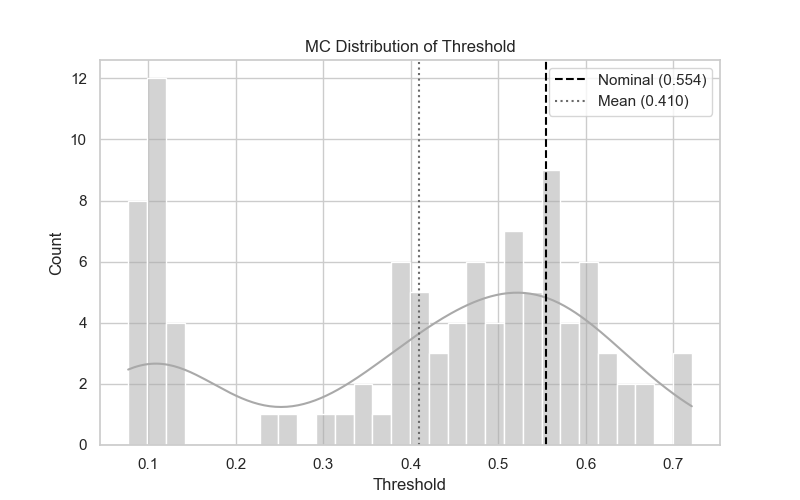 MC Distribution of Threshold
Nominal (0.554)
Mean (0.410)
Count
12
10
8
6
4
2
0
0.1 0.2 0.3 0.4 0.5 0.6 0.7
Threshold